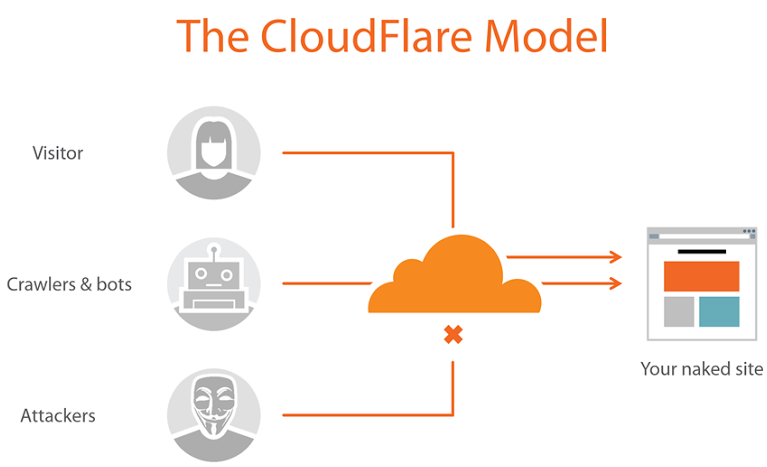 The CloudFlare Model
Visitor
Crawlers & bots
Attackers
Your naked site